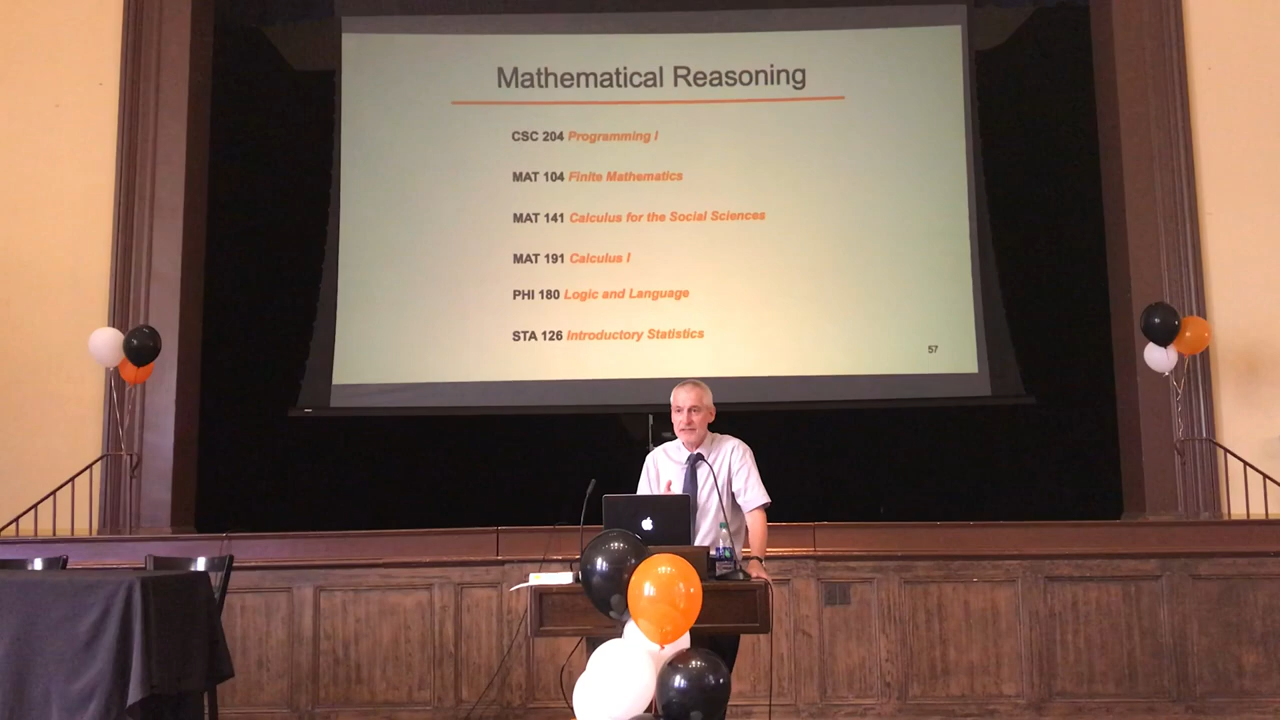 Mathematical Reasoning
CSC 204 Programming I
MAT 104 Finite Mathematics
MAT 141 Calculus for the Social Sciences
MAT 191 Calculus I
PHI 180 Logic and Language
STA 126 Introductory Statistics
57